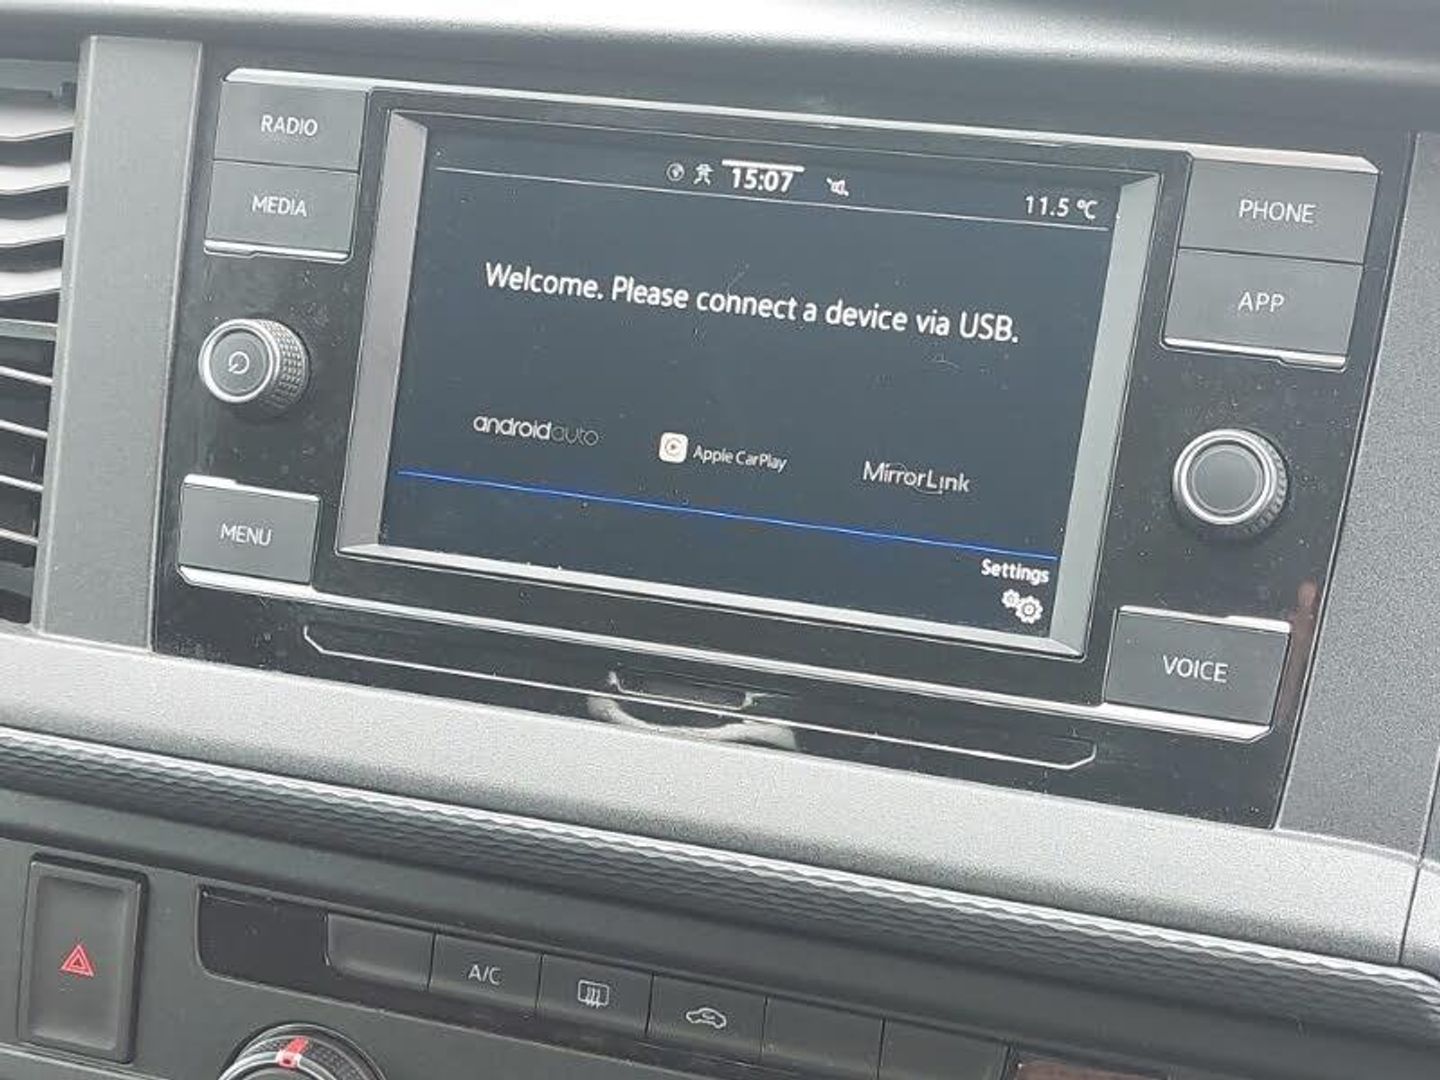 RADIO
MEDIA
15:07
11.5 °C
PHONE
APP
Welcome. Please connect a device via USB.
androidauto
Apple CarPlay
MirrorLink
MENU
Settings
VOICE
A/C